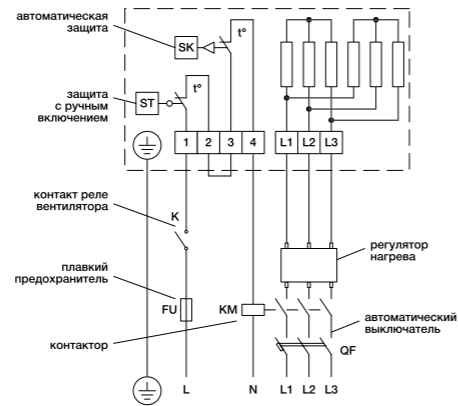 автоматическая
защита
SK
t°
защита
с ручным
включением
ST
t°
1 2 3 4 L1 L2 L3
контакт реле
вентилятора
K
регулятор
нагрева
плавкий
предохранитель
FU
KM
автоматический
выключатель
контактор
QF
L N L1 L2 L3